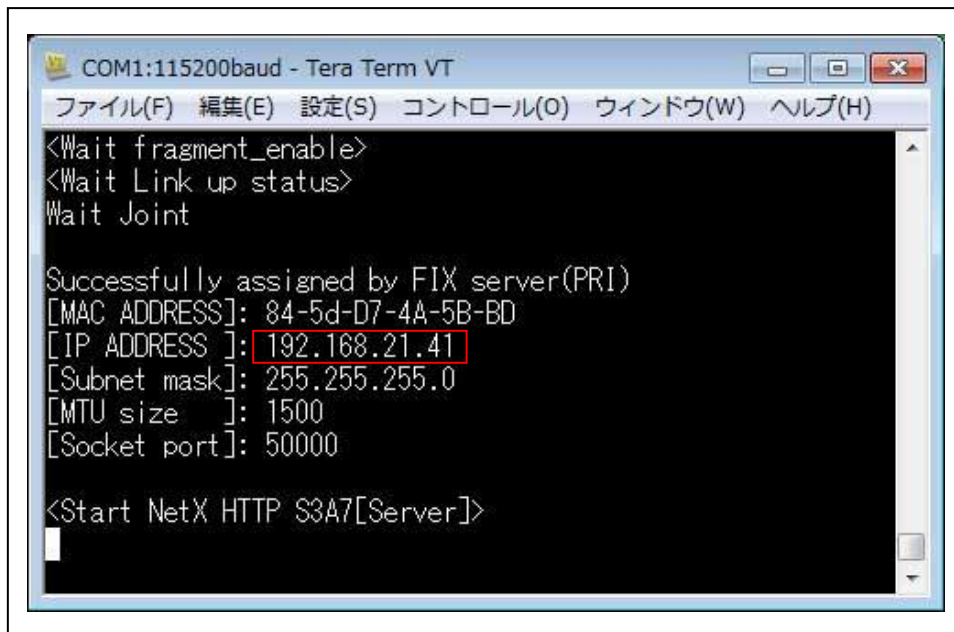 COM1:115200baud - Tera Term VT
ファイル(F) 編集(E) 設定(S) コントロール(O) ウィンドウ(W) ヘルプ(H)
<Wait fragment_enable>
<Wait Link up status>
Wait Joint
Successfully assigned by FIX server(PRI)
[MAC ADDRESS]: 84-5d-D7-4A-5B-BD
[IP ADDRESS ]: 192.168.21.41
[Subnet mask]: 255.255.255.0
[MTU size   ]: 1500
[Socket port]: 50000
<Start NetX HTTP S3A7[Server]>